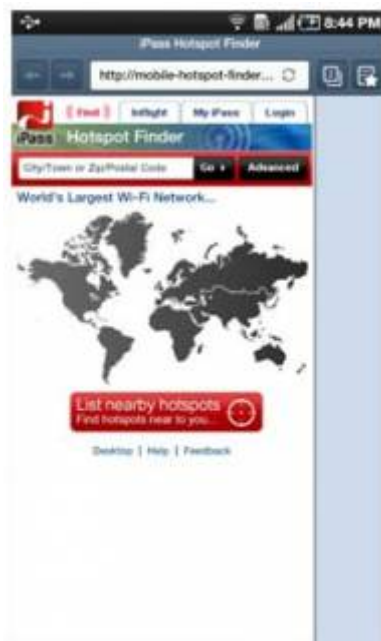 8:44 PM
iPass Hotspot Finder
http://mobile-hotspot-finder...
Find Inflight My iPass Login
iPass Hotspot Finder
City/Town or Zip/Postal Code Go Advanced
World's Largest Wi-Fi Network...
List nearby hotspots
Find hotspots near to you...
Desktop | Help | Feedback